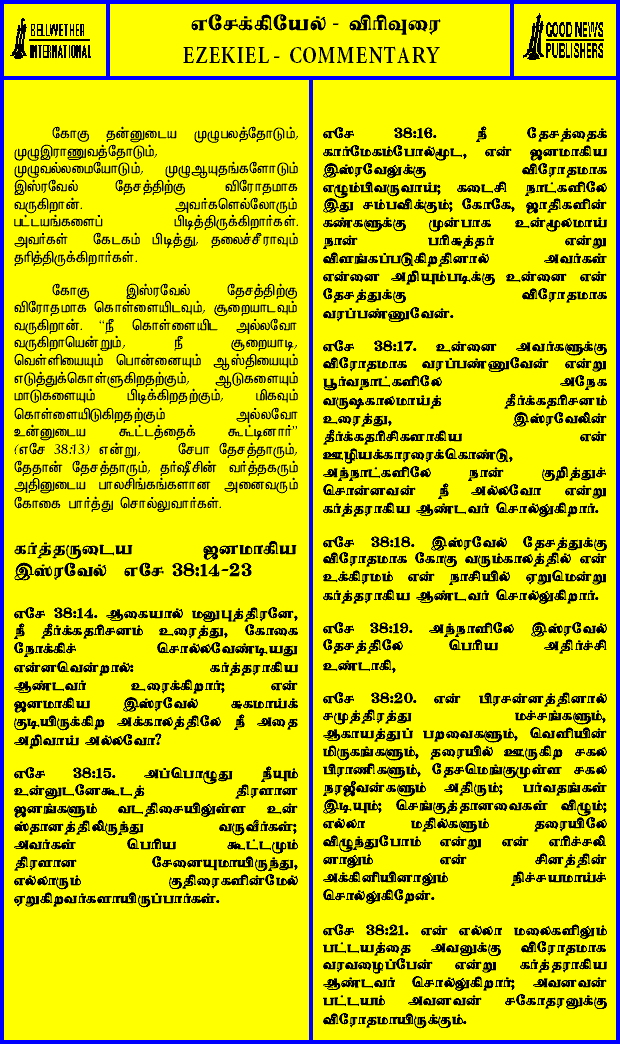 BELLWETHER
INTERNATIONAL
எசேக்கியேல் - விரிவுரை
EZEKIEL - COMMENTARY
GOOD NEWS
PUBLISHERS
கோகு தன்னுடைய முழுபலத்தோடும்,
முழுஇராணுவத்தோடும்,
முழுவல்லமையோடும், முழுஆயுதங்களோடும்
இஸ்ரவேல் தேசத்திற்கு விரோதமாக
வருகிறான். அவர்களெல்லோரும்
பட்டயங்களைப் பிடித்திருக்கிறார்கள்.
அவர்கள் கேடகம் பிடித்து, தலைச்சீராவும்
தரித்திருக்கிறார்கள்.
கோகு இஸ்ரவேல் தேசத்திற்கு
விரோதமாக கொள்ளையிடவும், சூறையாடவும்
வருகிறான். "நீ கொள்ளையிட அல்லவோ
வருகிறாயென்றும், நீ சூறையாடி,
வெள்ளியையும் பொன்னையும் ஆஸ்தியையும்
எடுத்துக்கொள்ளுகிறதற்கும், ஆடுகளையும்
மாடுகளையும் பிடிக்கிறதற்கும், மிகவும்
கொள்ளையிடுகிறதற்கும் அல்லவோ
உன்னுடைய கூட்டத்தைக் கூட்டினார்"
(எசே 38:13) என்று, சேபா தேசத்தாரும்,
தேதான் தேசத்தாரும், தர்ஷீசின் வர்த்தகரும்
அதினுடைய பாலசிங்கங்களான அனைவரும்
கோகை பார்த்து சொல்லுவார்கள்.
கர்த்தருடைய ஜனமாகிய
இஸ்ரவேல் எசே 38:14-23
எசே 38:14. ஆகையால் மனுபுத்திரனே,
நீ தீர்க்கதரிசனம் உரைத்து, கோகை
நோக்கிச் சொல்லவேண்டியது
என்னவென்றால்: கர்த்தராகிய
ஆண்டவர் உரைக்கிறார்; என்
ஜனமாகிய இஸ்ரவேல் சுகமாய்க்
குடியிருக்கிற அக்காலத்திலே நீ அதை
அறிவாய் அல்லவோ?
எசே 38:15. அப்பொழுது நீயும்
உன்னுடனேகூடத் திரளான
ஜனங்களும் வடதிசையிலுள்ள உன்
ஸ்தானத்திலிருந்து வருவீர்கள்;
அவர்கள் பெரிய கூட்டமும்
திரளான சேனையுமாயிருந்து,
எல்லாரும் குதிரைகளின்மேல்
ஏறுகிறவர்களாயிருப்பார்கள்.
எசே 38:16. நீ தேசத்தைக்
கார்மேகம்போல்மூட, என் ஜனமாகிய
இஸ்ரவேலுக்கு விரோதமாக
எழும்பிவருவாய்; கடைசி நாட்களிலே
இது சம்பவிக்கும்; கோகே, ஜாதிகளின்
கண்களுக்கு முன்பாக உன்மூலமாய்
நான் பரிசுத்தர் என்று
விளங்கப்படுகிறதினால் அவர்கள்
என்னை அறியும்படிக்கு உன்னை என்
தேசத்துக்கு விரோதமாக
வரப்பண்ணுவேன்.
எசே 38:17. உன்னை அவர்களுக்கு
விரோதமாக வரப்பண்ணுவேன் என்று
பூர்வநாட்களிலே அநேக
வருஷகாலமாய்த் தீர்க்கதரிசனம்
உரைத்து, இஸ்ரவேலின்
தீர்க்கதரிசிகளாகிய என்
ஊழியக்காரரைக்கொண்டு,
அந்நாட்களிலே நான் குறித்துச்
சொன்னவன் நீ அல்லவோ என்று
கர்த்தராகிய ஆண்டவர் சொல்லுகிறார்.
எசே 38:18. இஸ்ரவேல் தேசத்துக்கு
விரோதமாக கோகு வரும்காலத்தில் என்
உக்கிரமம் என் நாசியில் ஏறுமென்று
கர்த்தராகிய ஆண்டவர் சொல்லுகிறார்.
எசே 38:19. அந்நாளிலே இஸ்ரவேல்
தேசத்திலே பெரிய அதிர்ச்சி
உண்டாகி,
எசே 38:20. என் பிரசன்னத்தினால்
சமுத்திரத்து மச்சங்களும்,
ஆகாயத்துப் பறவைகளும், வெளியின்
மிருகங்களும், தரையில் ஊருகிற சகல
பிராணிகளும், தேசமெங்குமுள்ள சகல
நரஜீவன்களும் அதிரும்; பர்வதங்கள்
இடியும்; செங்குத்தானவைகள் விழும்;
எல்லா மதில்களும் தரையிலே
விழுந்துபோம் என்று என் எரிச்சலி
னாலும் என் சினத்தின்
அக்கினியினாலும் நிச்சயமாய்ச்
சொல்லுகிறேன்.
எசே 38:21. என் எல்லா மலைகளிலும்
பட்டயத்தை அவனுக்கு விரோதமாக
வரவழைப்பேன் என்று கர்த்தராகிய
ஆண்டவர் சொல்லுகிறார்; அவனவன்
பட்டயம் அவனவன் சகோதரனுக்கு
விரோதமாயிருக்கும்.